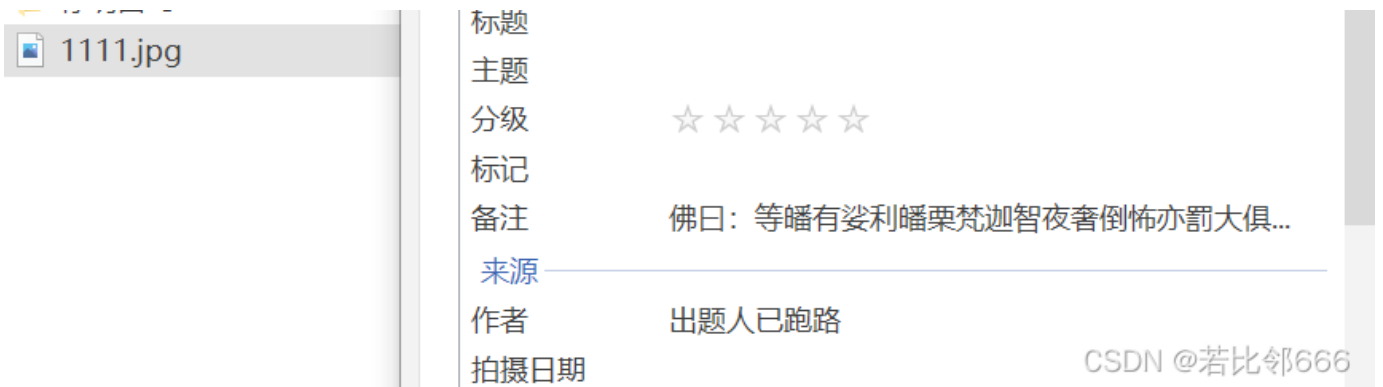 1111.jpg
标题
主题
分级 ☆☆☆☆☆
标记
备注 佛曰：等皤有娑利皤栗梵迦智夜奢倒怖亦罰大俱...
来源
作者 出题人已跑路
拍摄日期
CSDN @若比邻666